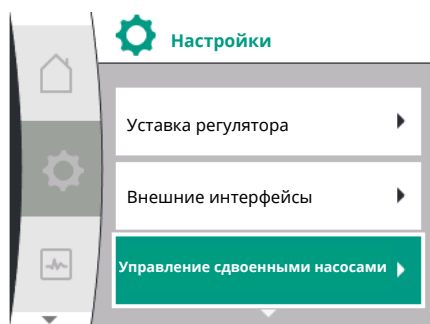 Настройки
Уставка регулятора
Внешние интерфейсы
Управление сдвоенными насосами